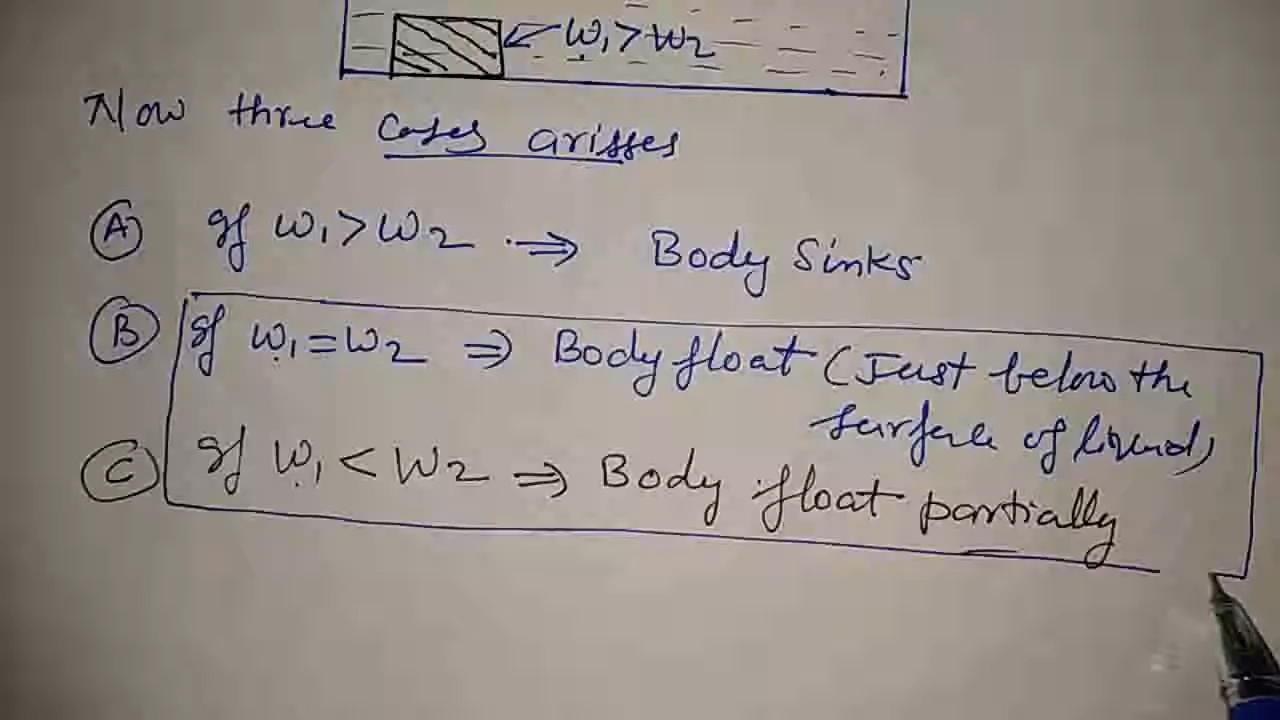 W₁>W₂
Now three cases arisses
(A) If W₁>W₂ ⇒ Body Sinks
(B) If W₁=W₂ ⇒ Body float (Just below the
surface of liquid)
(C) If W₁<W₂ ⇒ Body float partially